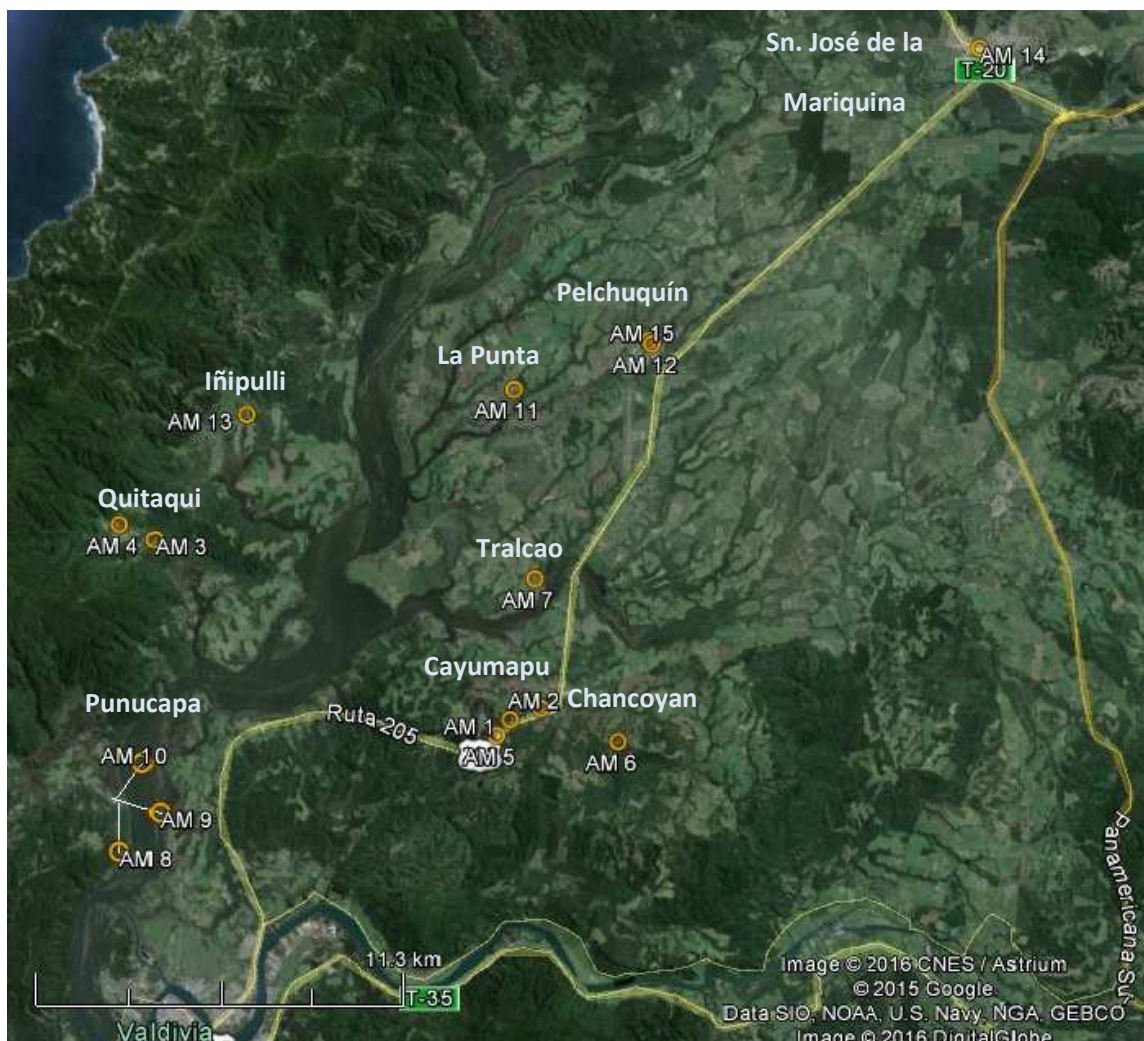 Sn. José de la
AM 14
T-20
Mariquina
Pelchuquín
AM 15
AM 12
La Punta
AM 11
Iñipulli
AM 13
Quitaqui
AM 4
AM 3
Tralcao
AM 7
Cayumapu
AM 2
Chancoyan
AM 1
AM 5
AM 6
Punucapa
Ruta 205
AM 10
AM 9
AM 8
Panamericana Sur
11.3 km
T-35
Valdivia
Image © 2016 CNES / Astrium
© 2015 Google
Data SIO, NOAA, U.S. Navy, NGA, GEBCO
Image © 2016 DigitalGlobe